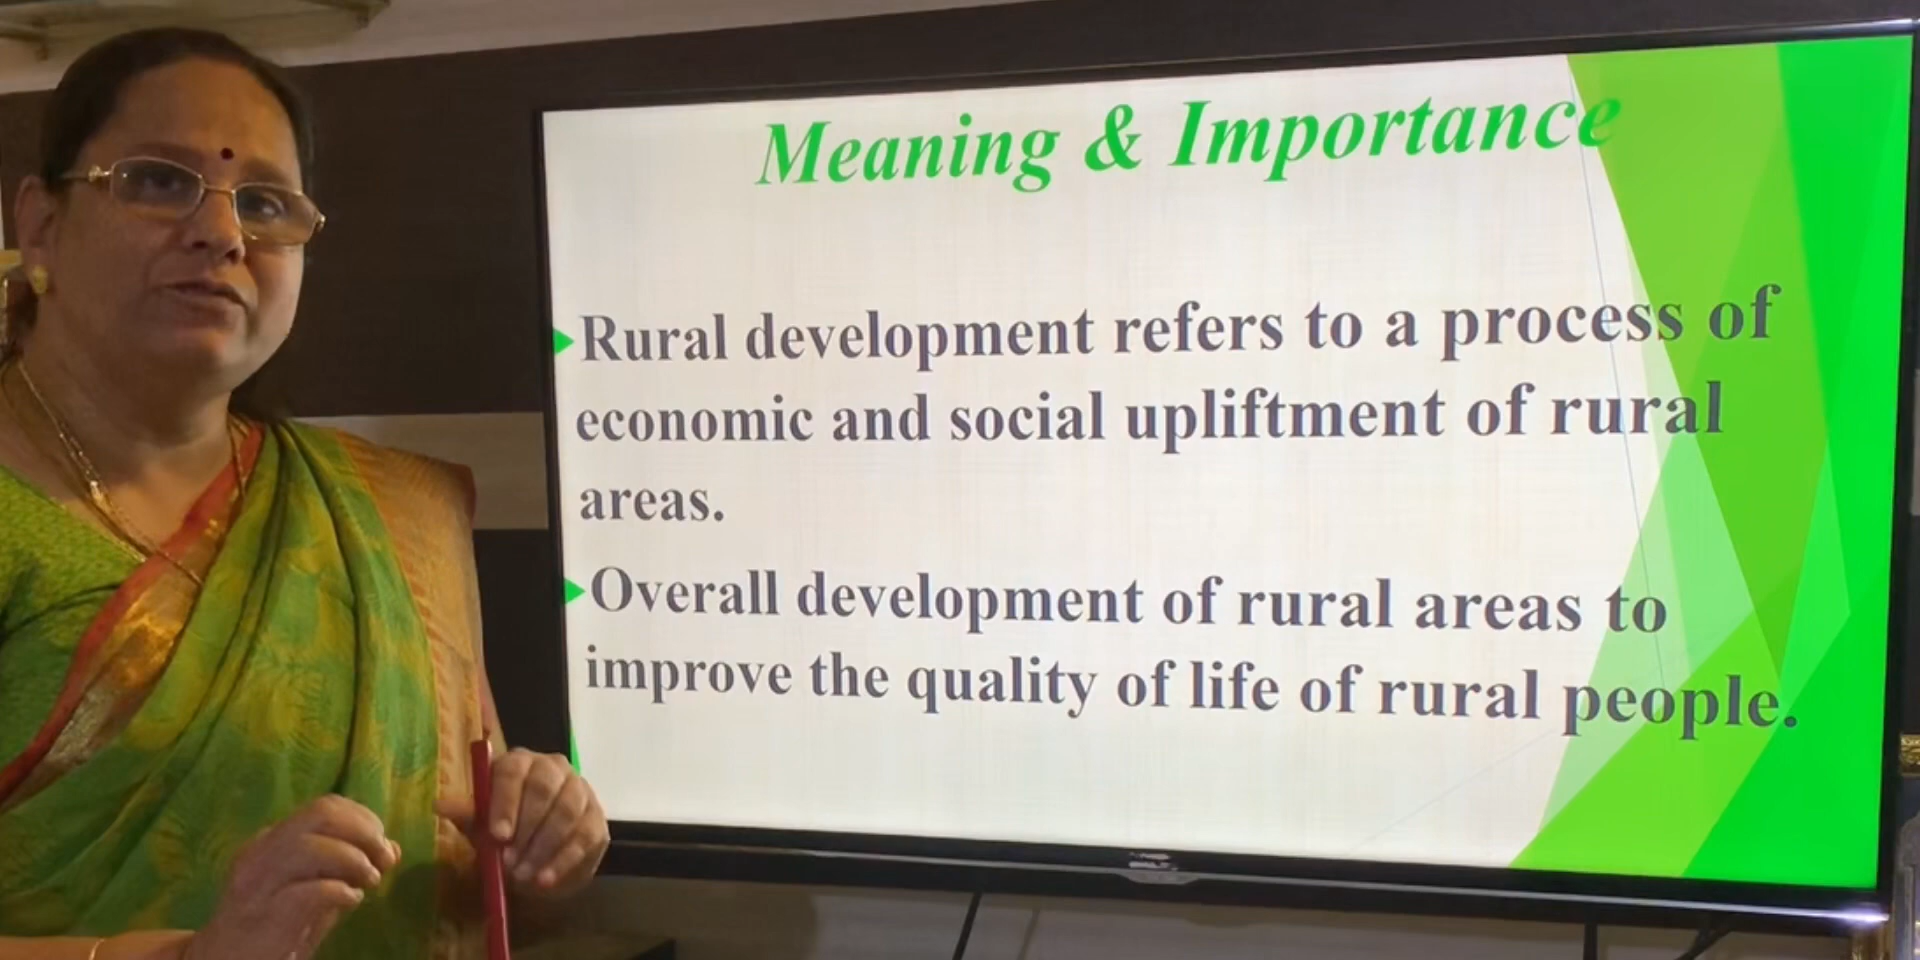 Meaning & Importance
Rural development refers to a process of
economic and social upliftment of rural
areas.
Overall development of rural areas to
improve the quality of life of rural people.